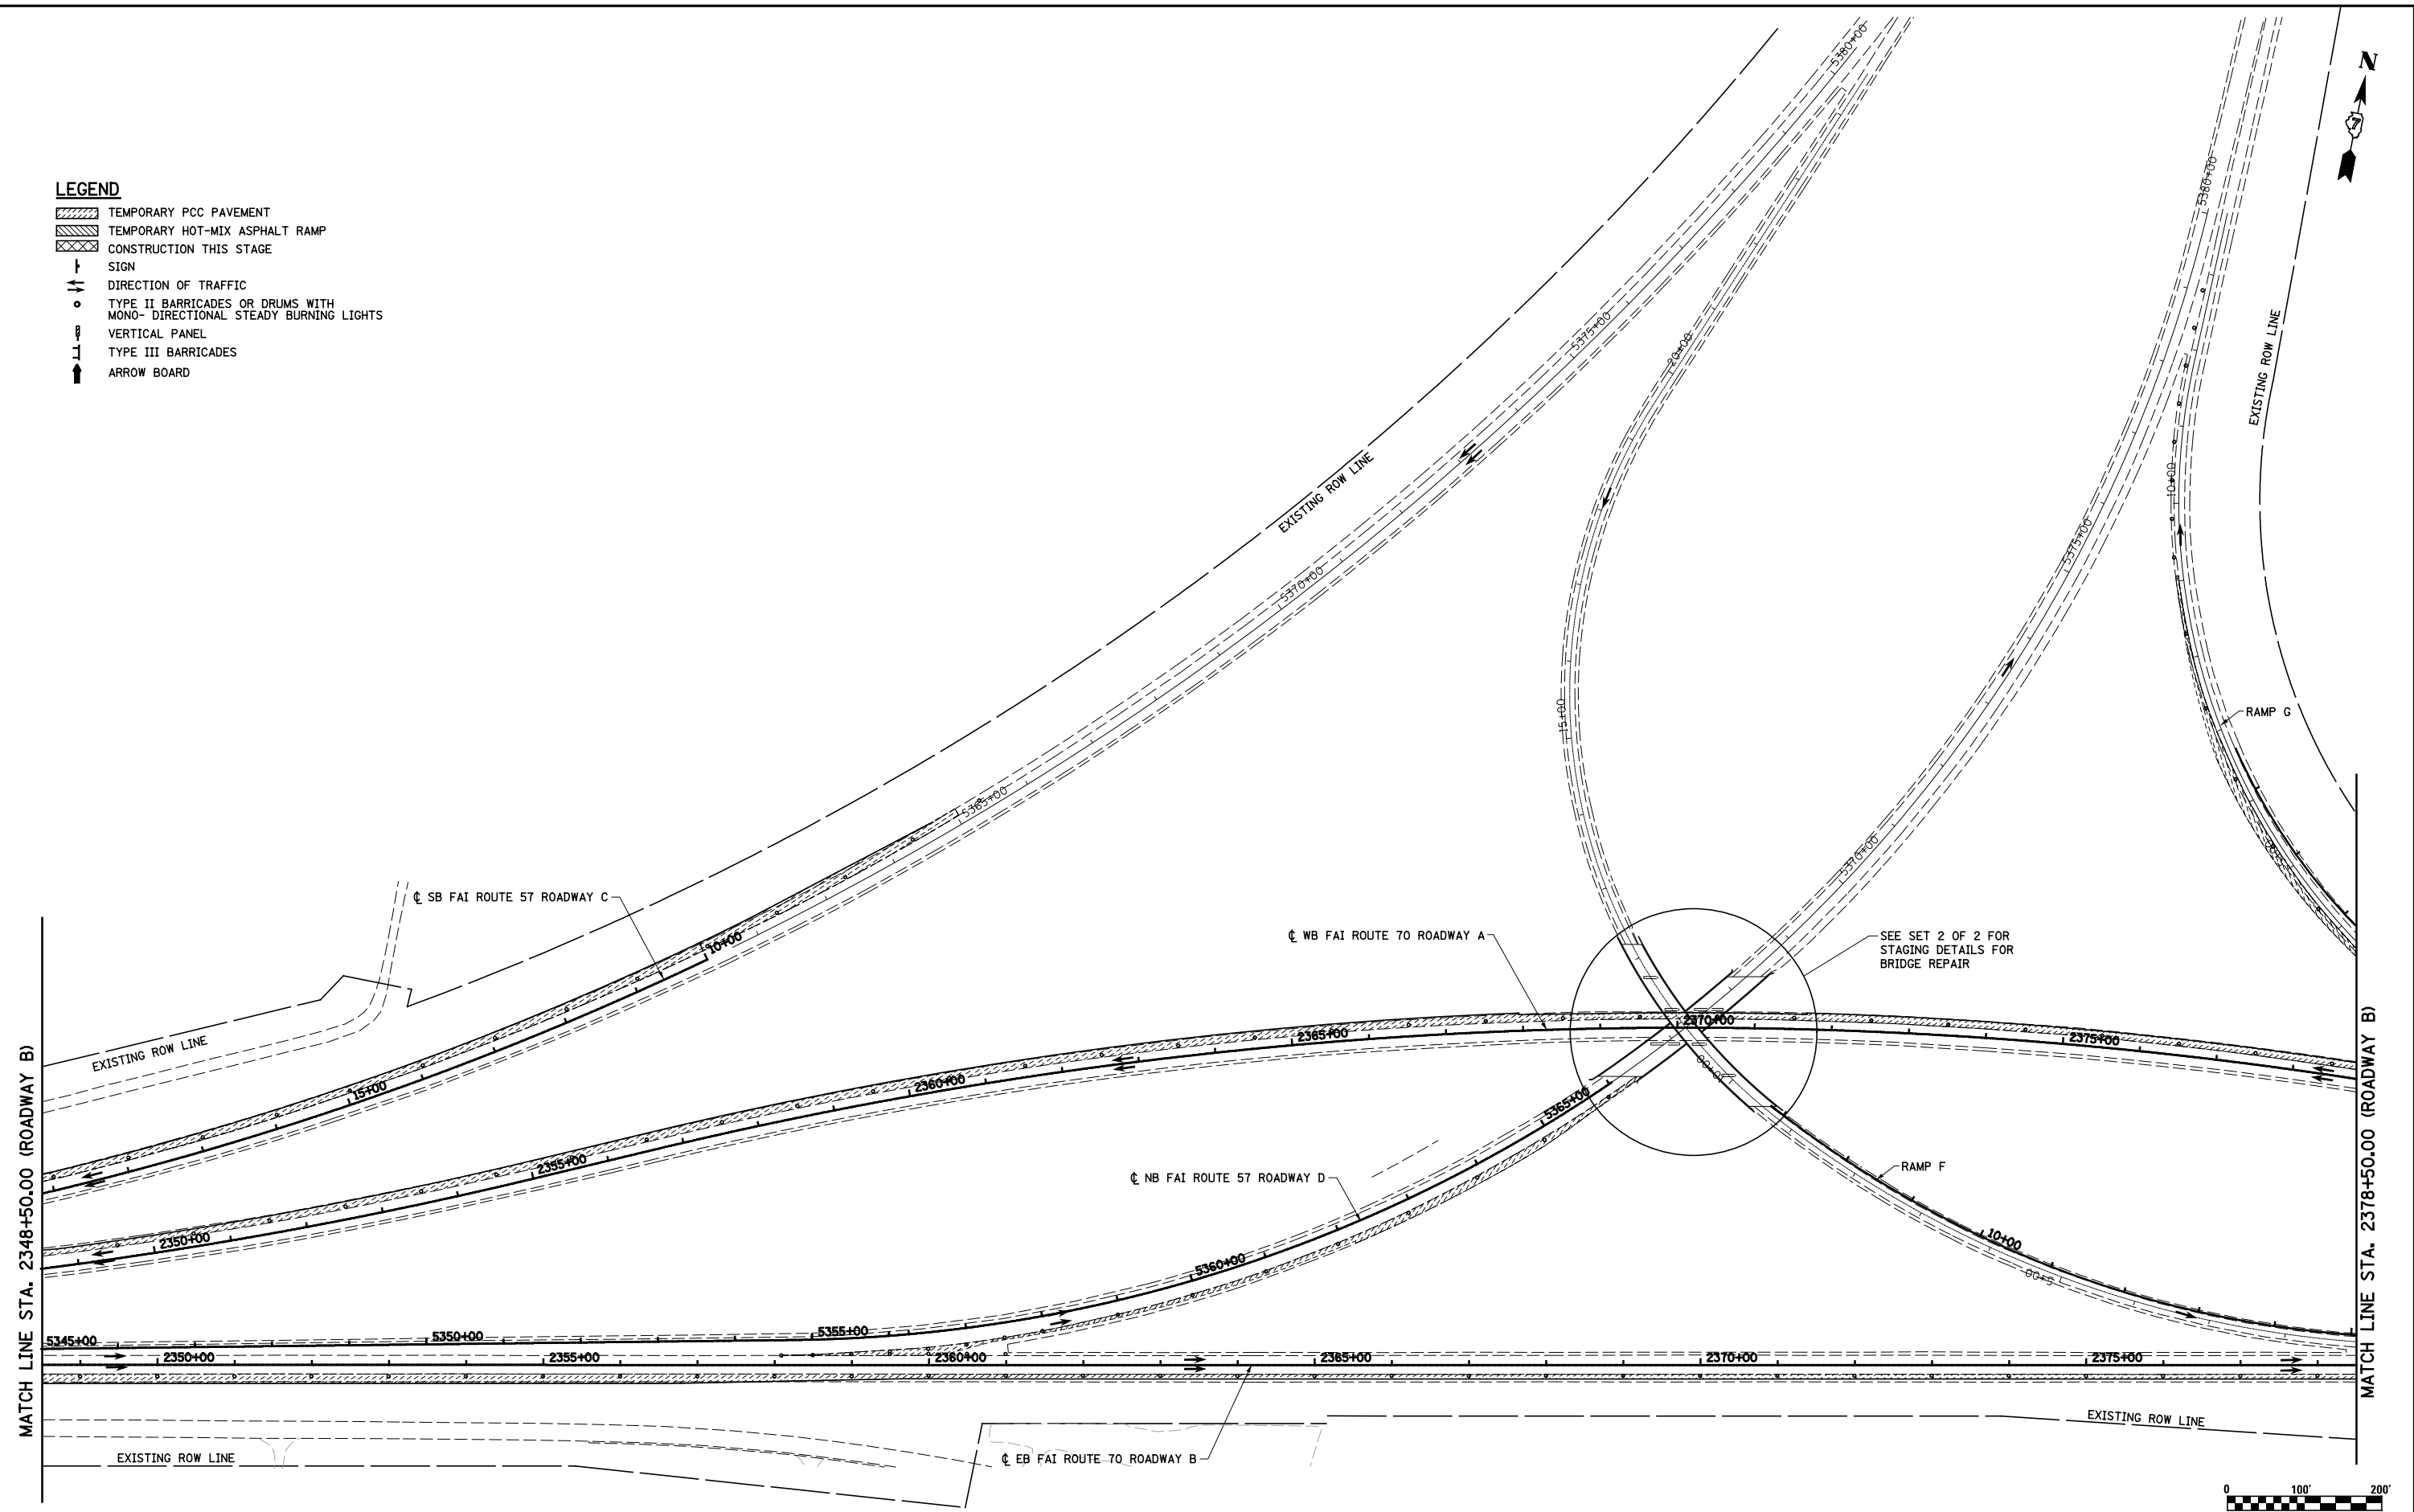 N
7
LEGEND
TEMPORARY PCC PAVEMENT
TEMPORARY HOT-MIX ASPHALT RAMP
CONSTRUCTION THIS STAGE
SIGN
DIRECTION OF TRAFFIC
TYPE II BARRICADES OR DRUMS WITH
MONO- DIRECTIONAL STEADY BURNING LIGHTS
VERTICAL PANEL
TYPE III BARRICADES
ARROW BOARD
5380+00
5380+00
5375+00
20+00
EXISTING ROW LINE
EXISTING ROW LINE
10+00
5375+00
5370+00
15+00
RAMP G
5365+00
5370+00
℄ SB FAI ROUTE 57 ROADWAY C
10+00
℄ WB FAI ROUTE 70 ROADWAY A
SEE SET 2 OF 2 FOR
STAGING DETAILS FOR
BRIDGE REPAIR
EXISTING ROW LINE
15+00
2360+00
2365+00
2370+00
2375+00
10+00
5365+00
2355+00
℄ NB FAI ROUTE 57 ROADWAY D
RAMP F
2350+00
5360+00
10+00
5+00
5345+00
5350+00
5355+00
2350+00
2355+00
2360+00
2365+00
2370+00
2375+00
MATCH LINE STA. 2348+50.00 (ROADWAY B)
MATCH LINE STA. 2378+50.00 (ROADWAY B)
EXISTING ROW LINE
EXISTING ROW LINE
℄ EB FAI ROUTE 70 ROADWAY B
0 100' 200'